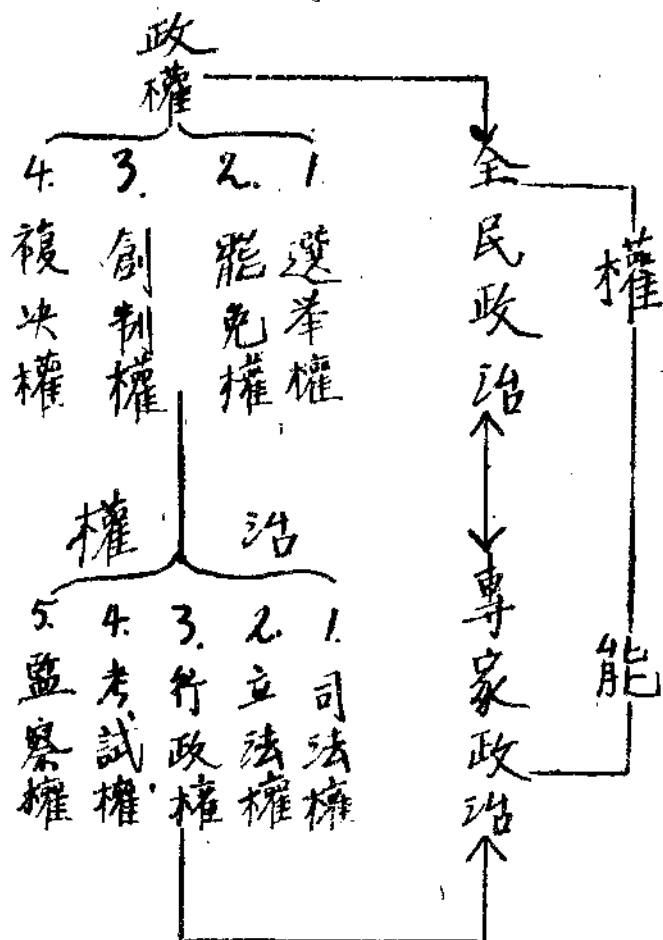 政權
1. 選举權
2. 罷免權
3. 創制權
4. 複决權
治權
1. 司法權
2. 立法權
3. 行政權
4. 考試權
5. 監察權
全民政治
專家政治
權
能